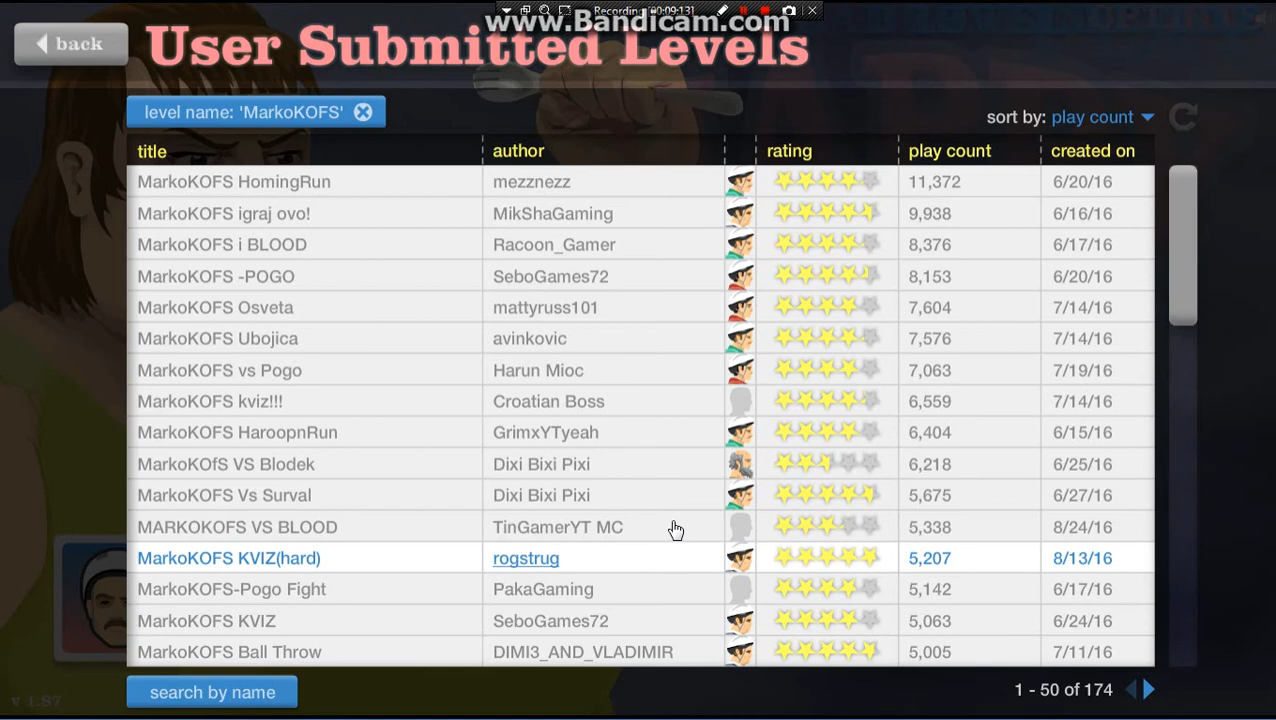 Recording [00:09:13]
www.Bandicam.com
back
User Submitted Levels
level name: 'MarkoKOFS'
sort by: play count
title author rating play count created on
MarkoKOFS HomingRun mezznezz 11,372 6/20/16
MarkoKOFS igraj ovo! MikShaGaming 9,938 6/16/16
MarkoKOFS i BLOOD Racoon_Gamer 8,376 6/17/16
MarkoKOFS -POGO SeboGames72 8,153 6/20/16
MarkoKOFS Osveta mattyruss101 7,604 7/14/16
MarkoKOFS Ubojica avinkovic 7,576 7/14/16
MarkoKOFS vs Pogo Harun Mioc 7,063 7/19/16
MarkoKOFS kviz!!! Croatian Boss 6,559 7/14/16
MarkoKOFS HaroopnRun GrimxYTyeah 6,404 6/15/16
MarkoKOfS VS Blodek Dixi Bixi Pixi 6,218 6/25/16
MarkoKOFS Vs Surval Dixi Bixi Pixi 5,675 6/27/16
MARKOKOFS VS BLOOD TinGamerYT MC 5,338 8/24/16
MarkoKOFS KVIZ(hard) rogstrug 5,207 8/13/16
MarkoKOFS-Pogo Fight PakaGaming 5,142 6/17/16
MarkoKOFS KVIZ SeboGames72 5,063 6/24/16
MarkoKOFS Ball Throw DIMI3_AND_VLADIMIR 5,005 7/11/16
search by name
1 - 50 of 174
v 1.87